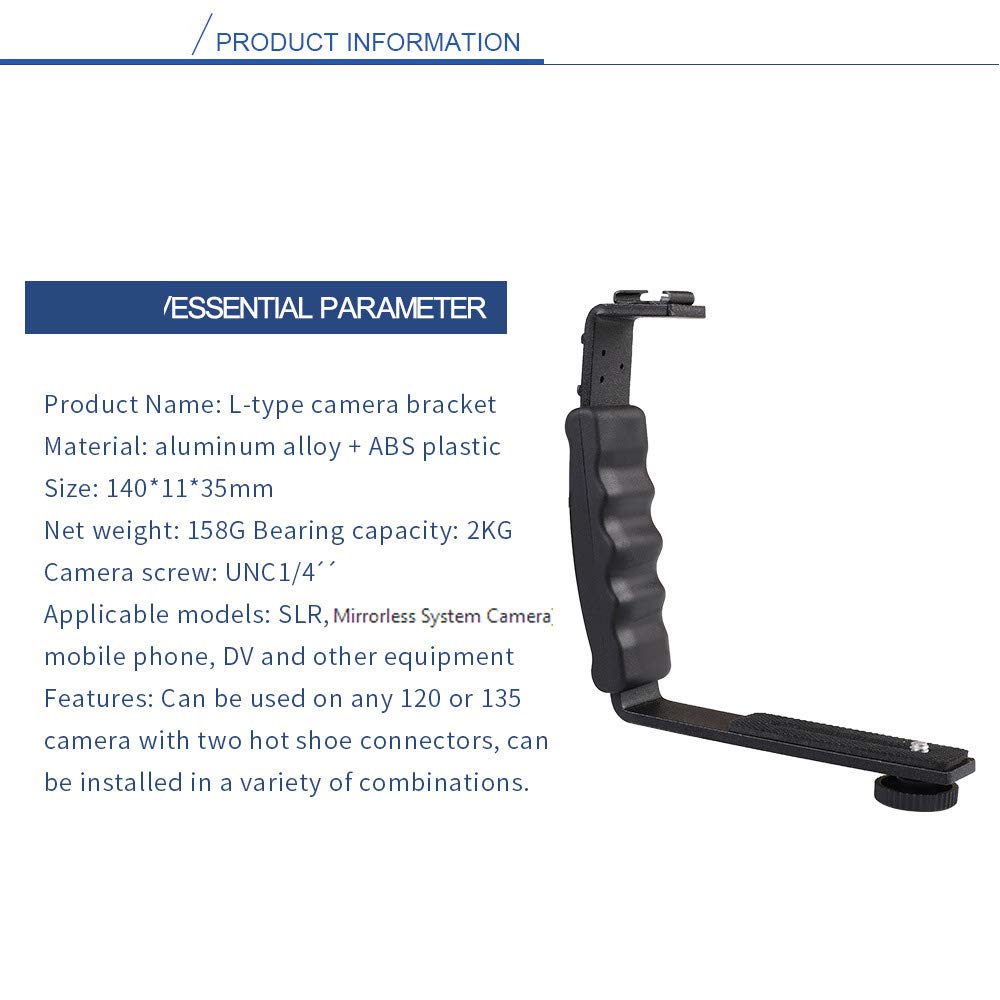 / PRODUCT INFORMATION
/ESSENTIAL PARAMETER
Product Name: L-type camera bracket
Material: aluminum alloy + ABS plastic
Size: 140*11*35mm
Net weight: 158G Bearing capacity: 2KG
Camera screw: UNC1/4´´
Applicable models: SLR, Mirrorless System Camera,
mobile phone, DV and other equipment
Features: Can be used on any 120 or 135
camera with two hot shoe connectors, can
be installed in a variety of combinations.